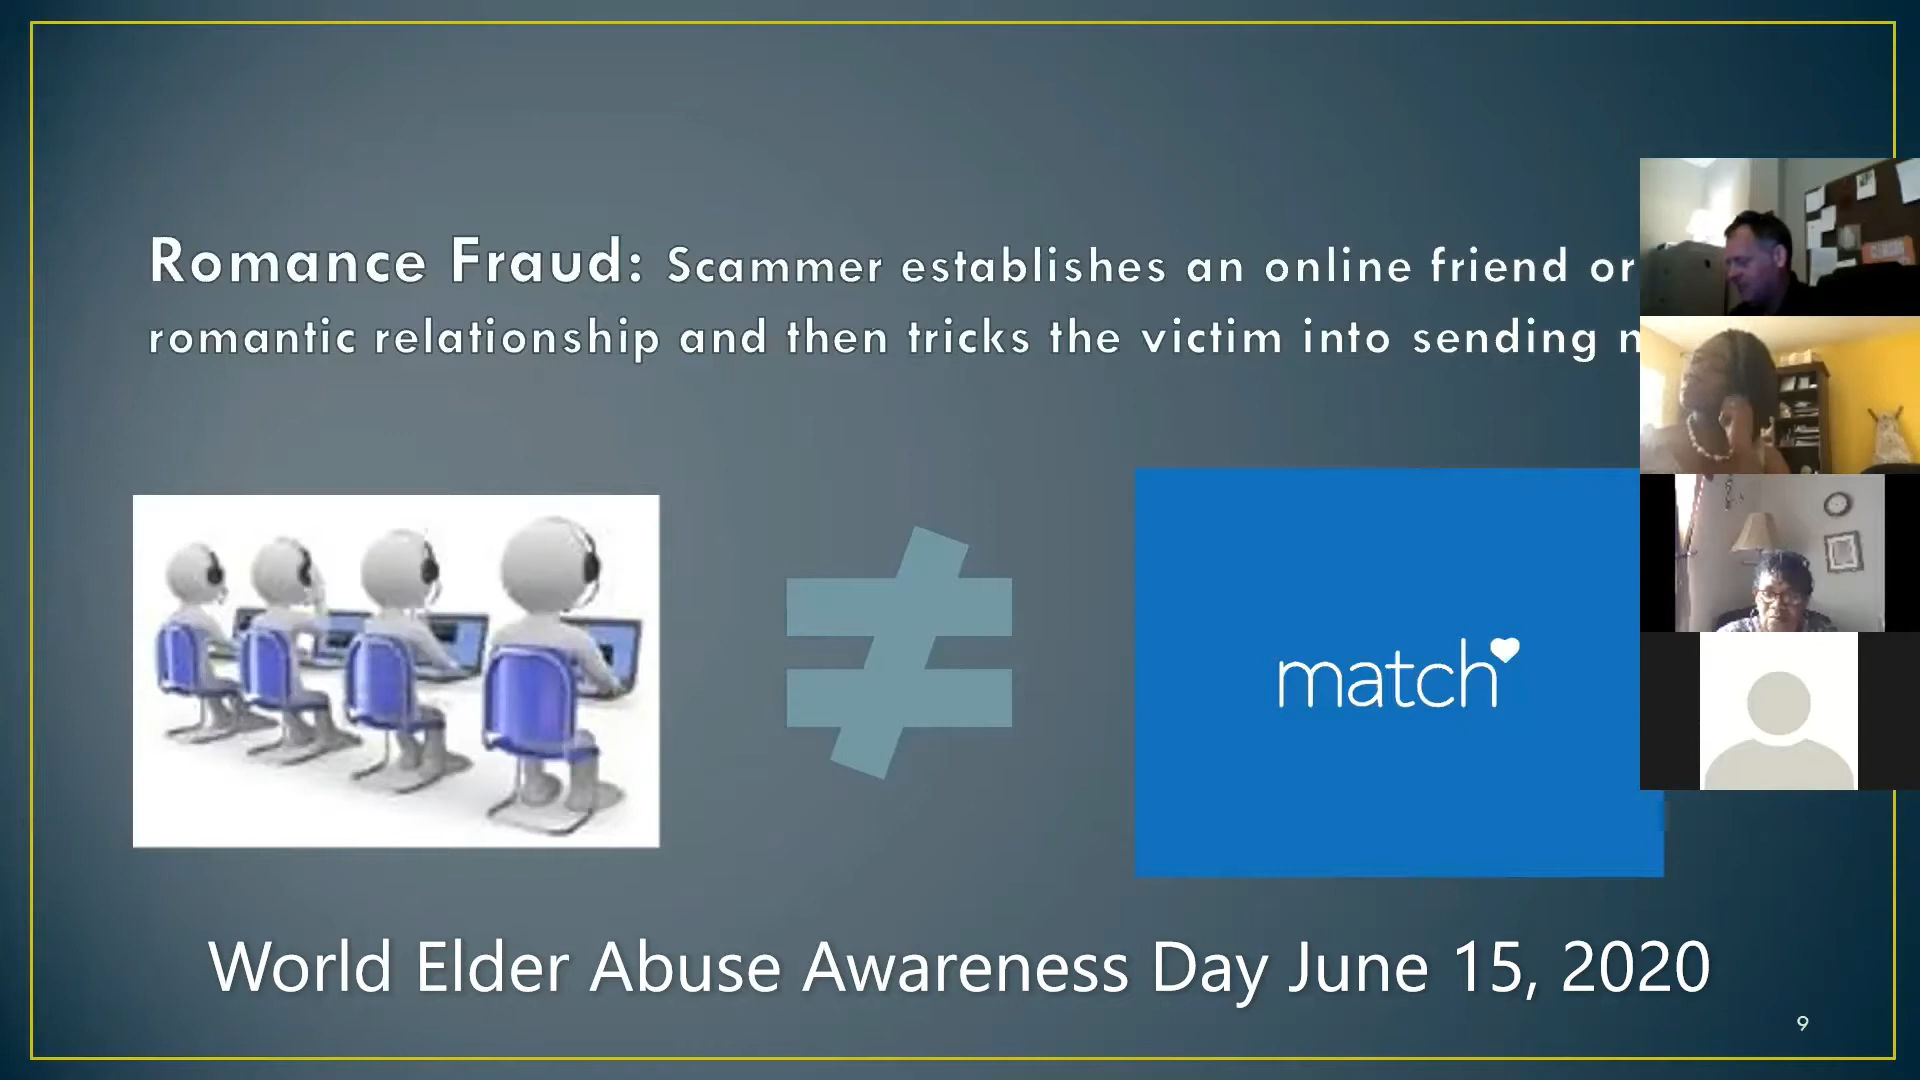 Romance Fraud: Scammer establishes an online friend or
romantic relationship and then tricks the victim into sending
match
World Elder Abuse Awareness Day June 15, 2020
9